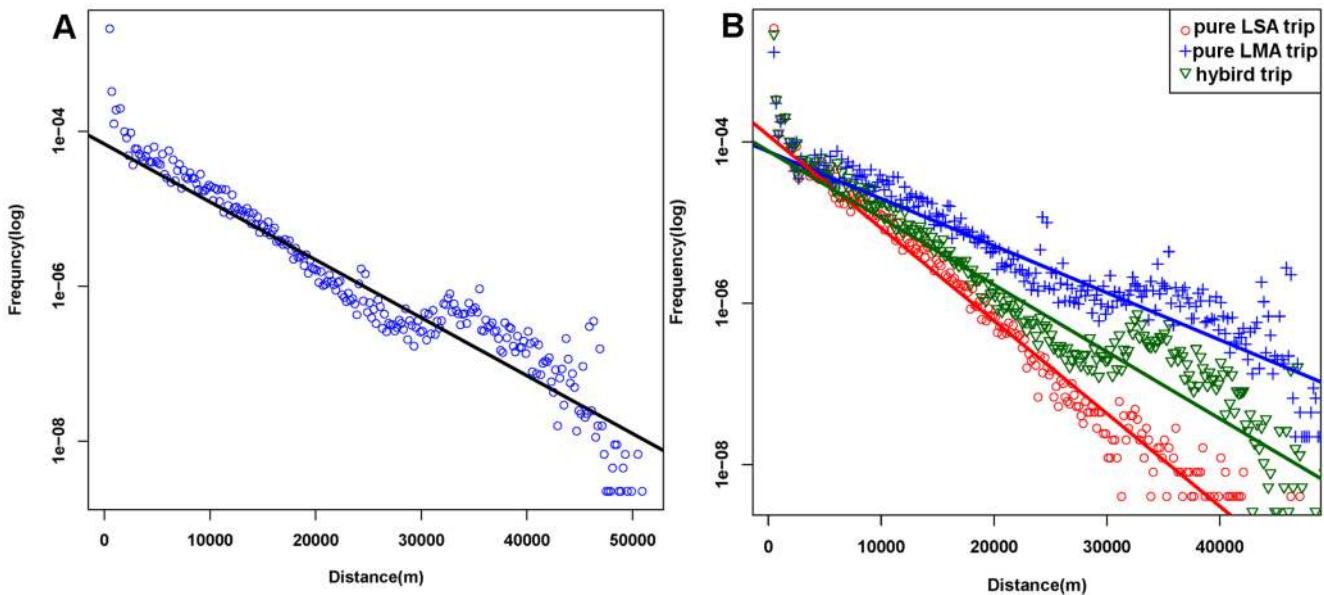 A
Frequncy(log)
1e-04
1e-06
1e-08
0 10000 20000 30000 40000 50000
Distance(m)
B
pure LSA trip
pure LMA trip
hybird trip
Frequency(log)
1e-04
1e-06
1e-08
0 10000 20000 30000 40000
Distance(m)